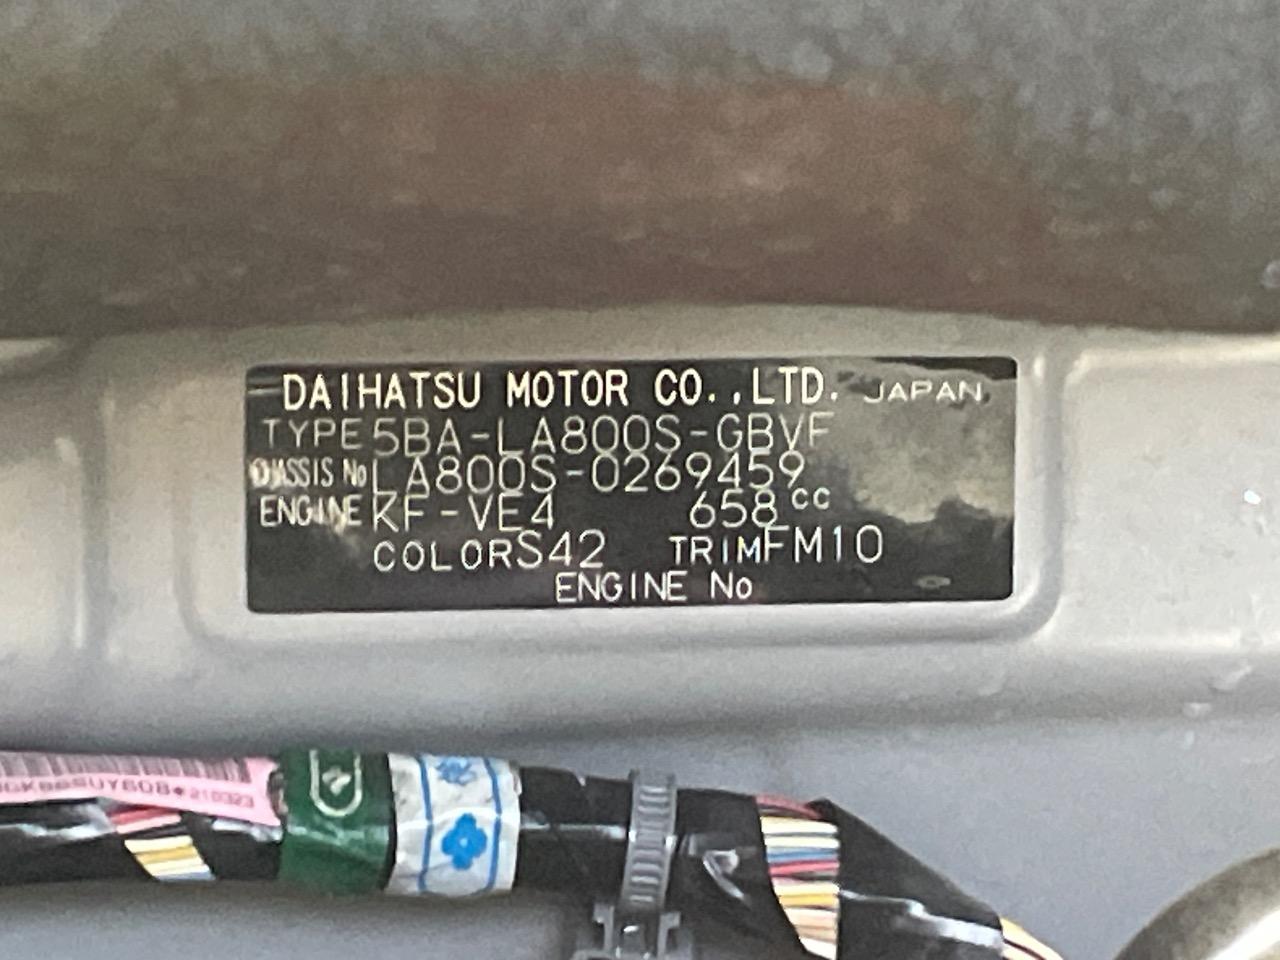 DAIHATSU MOTOR CO.,LTD. JAPAN
TYPE 5BA-LA800S-GBVF
CHASSIS No LA800S-0269459
ENGINE KF-VE4 658cc
COLOR S42 TRIM FM10
ENGINE No
210323